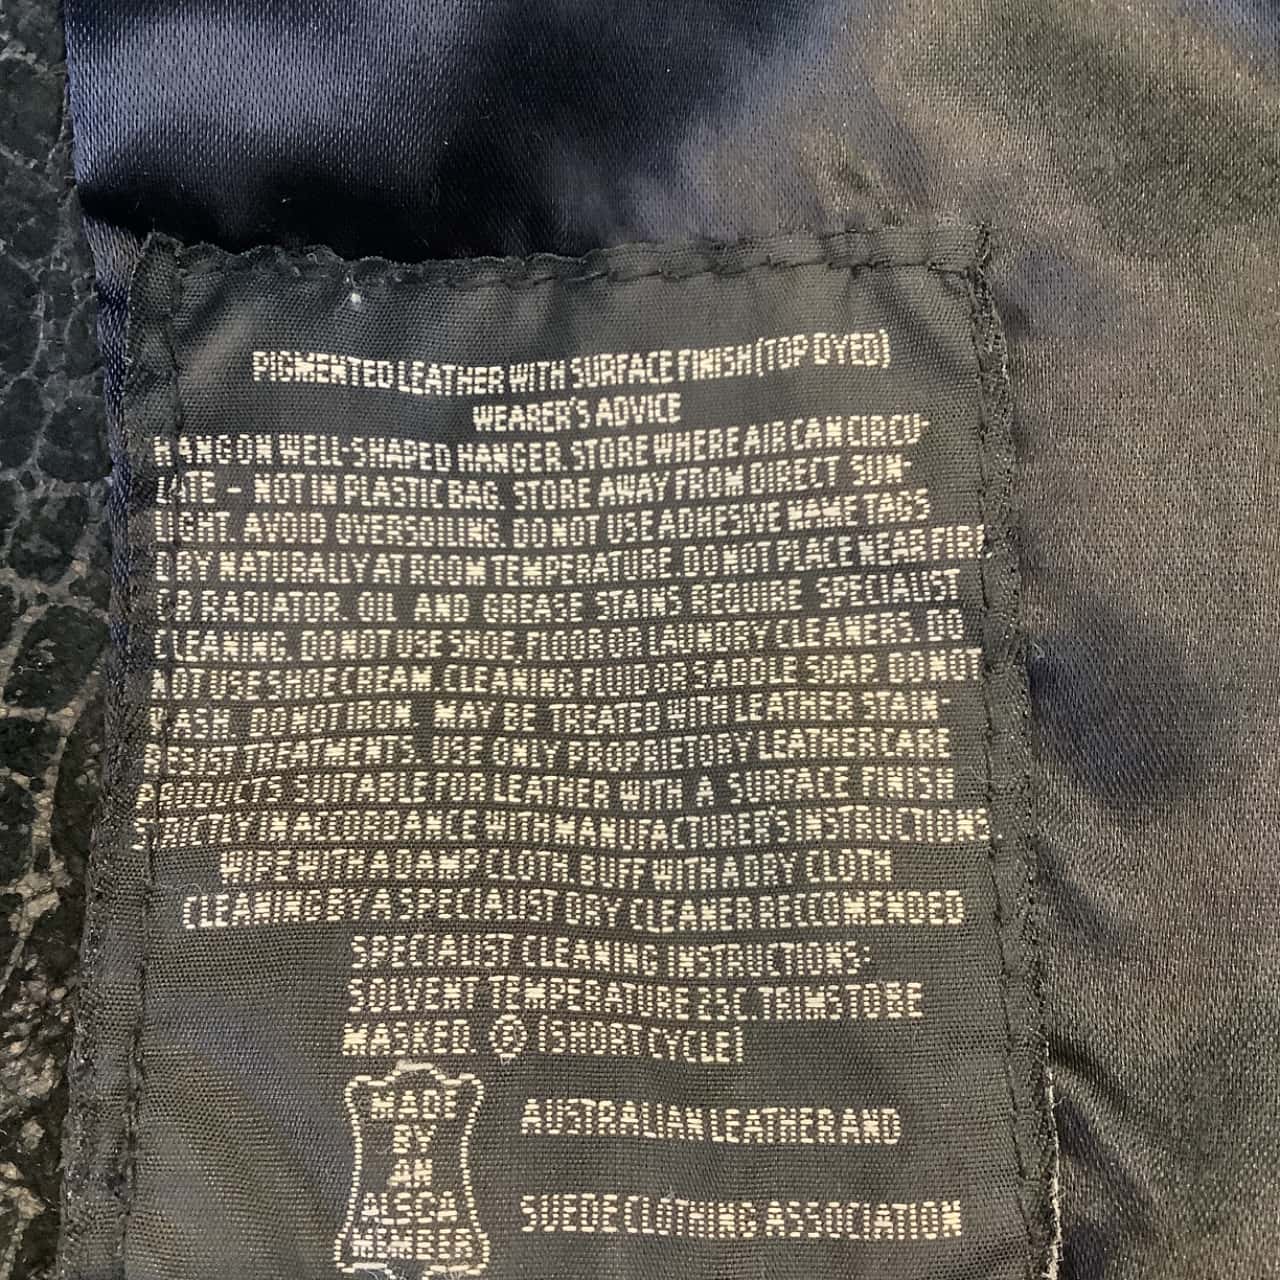 PIGMENTED LEATHER WITH SURFACE FINISH (TOP DYED)
WEARER'S ADVICE
HANG ON WELL-SHAPED HANGER. STORE WHERE AIR CAN CIRCU-
LATE - NOT IN PLASTIC BAG. STORE AWAY FROM DIRECT SUN-
LIGHT. AVOID OVERSOILING. DO NOT USE ADHESIVE NAME TAGS
DRY NATURALLY AT ROOM TEMPERATURE. DO NOT PLACE NEAR FIRE
OR RADIATOR. OIL AND GREASE STAINS REQUIRE SPECIALIST
CLEANING. DO NOT USE SHOE, FLOOR OR LAUNDRY CLEANERS. DO
NOT USE SHOE CREAM, CLEANING FLUID OR SADDLE SOAP. DO NOT
WASH. DO NOT IRON. MAY BE TREATED WITH LEATHER STAIN-
RESIST TREATMENTS. USE ONLY PROPRIETORY LEATHER CARE
PRODUCTS SUITABLE FOR LEATHER WITH A SURFACE FINISH
STRICTLY IN ACCORDANCE WITH MANUFACTURER'S INSTRUCTIONS.
WIPE WITH A DAMP CLOTH. BUFF WITH A DRY CLOTH
CLEANING BY A SPECIALIST DRY CLEANER RECCOMENDED
SPECIALIST CLEANING INSTRUCTIONS:
SOLVENT TEMPERATURE 25C. TRIMS TO BE
MASKED. Ⓟ (SHORT CYCLE)
MADE
BY
AN
ALSCA
MEMBER
AUSTRALIAN LEATHER AND
SUEDE CLOTHING ASSOCIATION